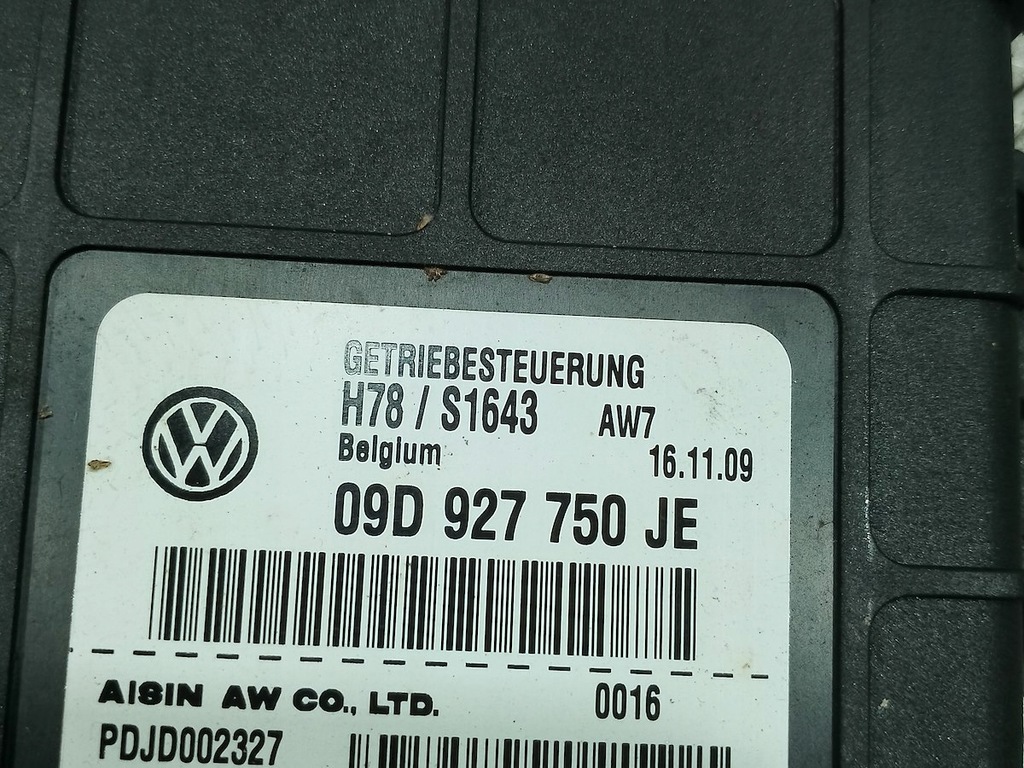 GETRIEBESTEUERUNG
H78 / S1643 AW7
Belgium 16.11.09
09D 927 750 JE
AISIN AW CO., LTD. 0016
PDJD002327